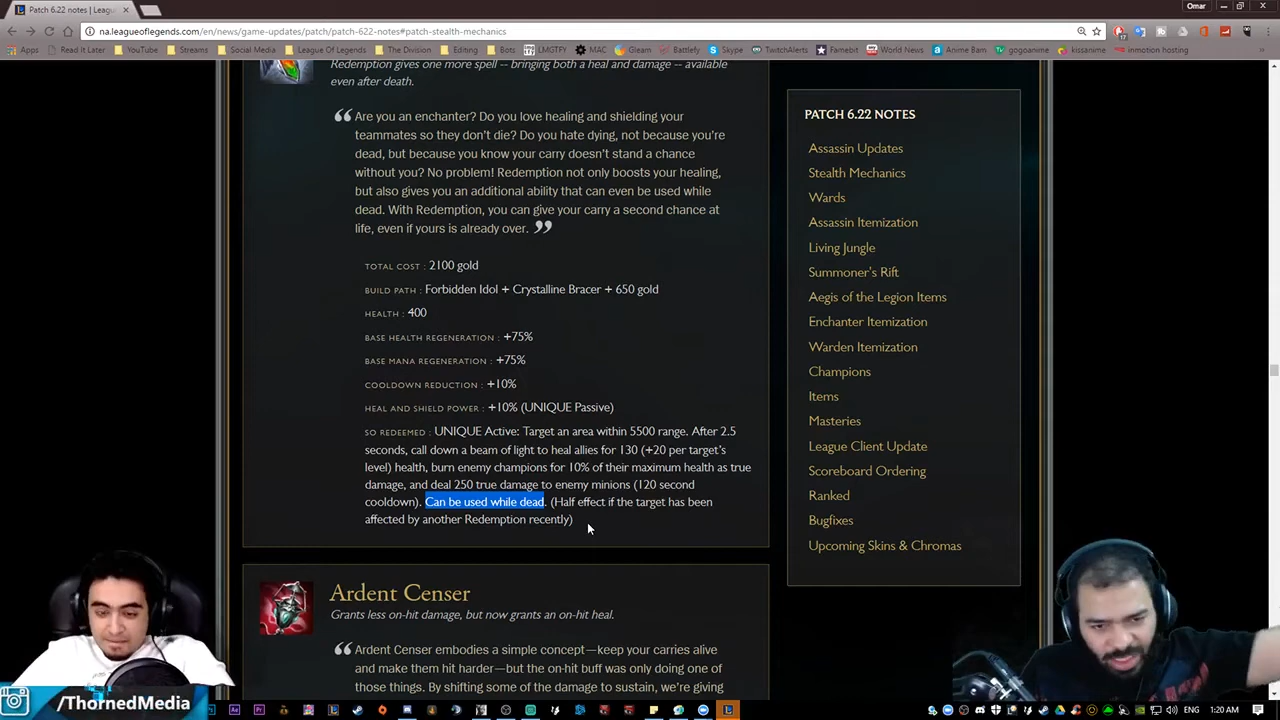 Patch 6.22 notes | Leagu
Omar
na.leagueoflegends.com/en/news/game-updates/patch/patch-622-notes#patch-stealth-mechanics
Apps Read It Later YouTube Streams Social Media League Of Legends The Division Editing Bots LMGTFY MAC Gleam Battlefy Skype TwitchAlerts Famebit World News Anime Bam gogoanime kissanime inmotion hosting
Redemption gives one more spell -- bringing both a heal and damage -- available
even after death.
Are you an enchanter? Do you love healing and shielding your
teammates so they don't die? Do you hate dying, not because you're
dead, but because you know your carry doesn't stand a chance
without you? No problem! Redemption not only boosts your healing,
but also gives you an additional ability that can even be used while
dead. With Redemption, you can give your carry a second chance at
life, even if yours is already over.
TOTAL COST : 2100 gold
BUILD PATH : Forbidden Idol + Crystalline Bracer + 650 gold
HEALTH : 400
BASE HEALTH REGENERATION : +75%
BASE MANA REGENERATION : +75%
COOLDOWN REDUCTION : +10%
HEAL AND SHIELD POWER : +10% (UNIQUE Passive)
SO REDEEMED : UNIQUE Active: Target an area within 5500 range. After 2.5
seconds, call down a beam of light to heal allies for 130 (+20 per target's
level) health, burn enemy champions for 10% of their maximum health as true
damage, and deal 250 true damage to enemy minions (120 second
cooldown). Can be used while dead. (Half effect if the target has been
affected by another Redemption recently)
Ardent Censer
Grants less on-hit damage, but now grants an on-hit heal.
Ardent Censer embodies a simple concept—keep your carries alive
and make them hit harder—but the on-hit buff was only doing one of
those things. By shifting some of the damage to sustain, we're giving
PATCH 6.22 NOTES
Assassin Updates
Stealth Mechanics
Wards
Assassin Itemization
Living Jungle
Summoner's Rift
Aegis of the Legion Items
Enchanter Itemization
Warden Itemization
Champions
Items
Masteries
League Client Update
Scoreboard Ordering
Ranked
Bugfixes
Upcoming Skins & Chromas
/ThornedMedia
ENG 1:20 AM